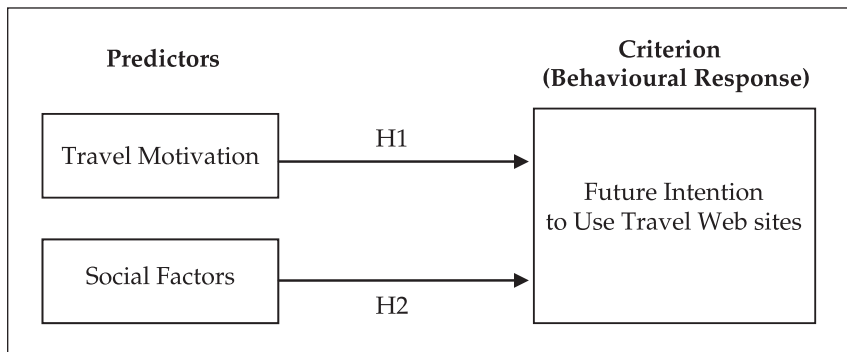 Predictors
Criterion
(Behavioural Response)
Travel Motivation
H1
Future Intention
to Use Travel Web sites
Social Factors
H2